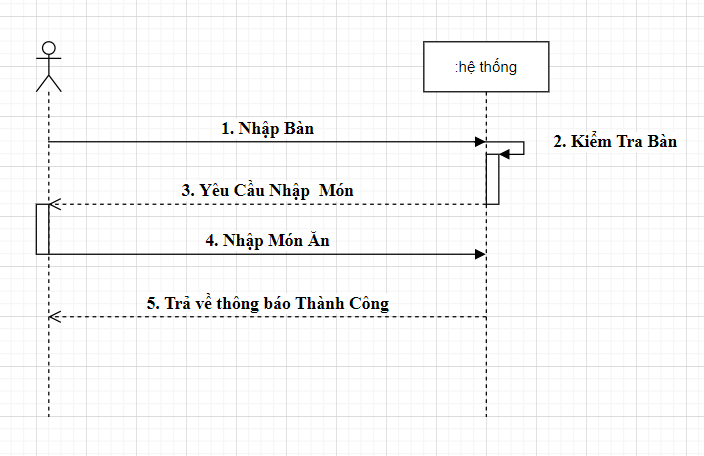 :hệ thống
1. Nhập Bàn
2. Kiểm Tra Bàn
3. Yêu Cầu Nhập  Món
4. Nhập Món Ăn
5. Trả về thông báo Thành Công